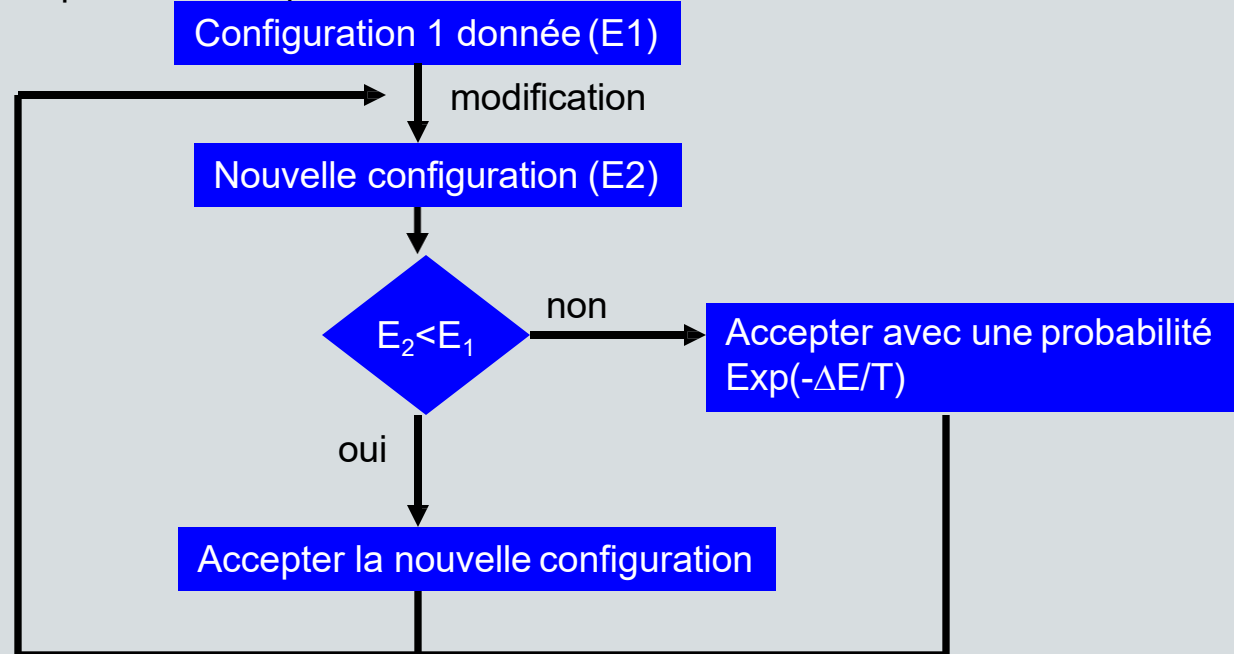 Configuration 1 donnée (E1)
modification
Nouvelle configuration (E2)
E₂<E₁
non
Accepter avec une probabilité
Exp(-ΔE/T)
oui
Accepter la nouvelle configuration